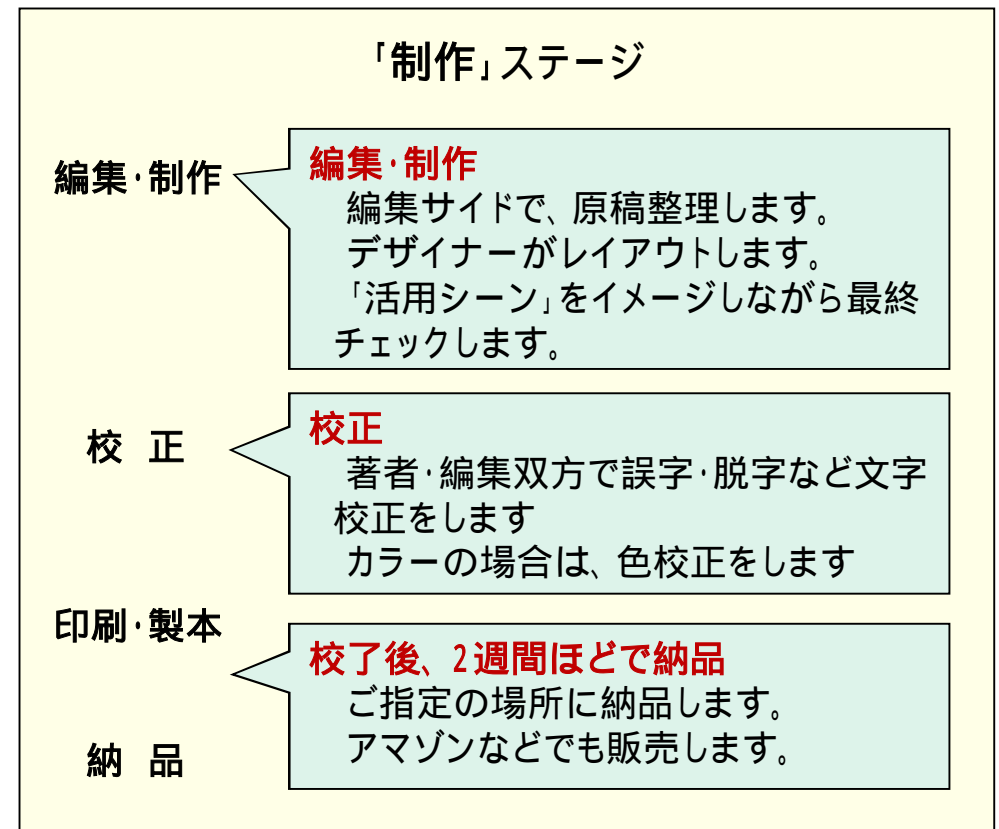 「制作」ステージ
編集・制作
編集・制作
編集サイドで、原稿整理します。
デザイナーがレイアウトします。
「活用シーン」をイメージしながら最終
チェックします。
校 正
校正
著者・編集双方で誤字・脱字など文字
校正をします
カラーの場合は、色校正をします
印刷・製本
校了後、2週間ほどで納品
ご指定の場所に納品します。
アマゾンなどでも販売します。
納 品